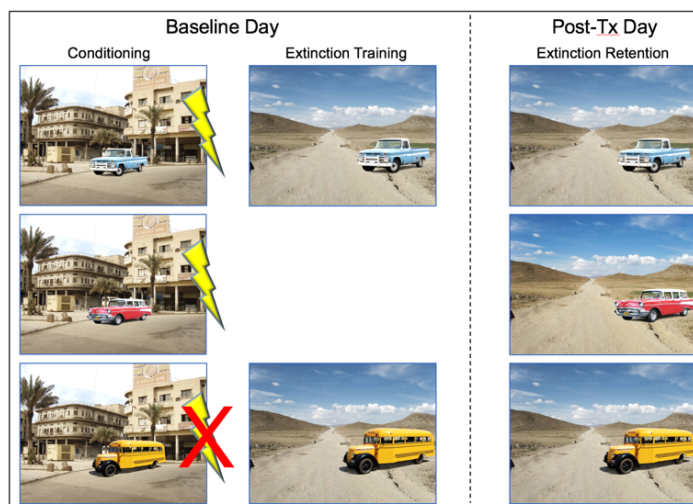 Baseline Day
Post-Tx Day
Conditioning
Extinction Training
Extinction Retention
X